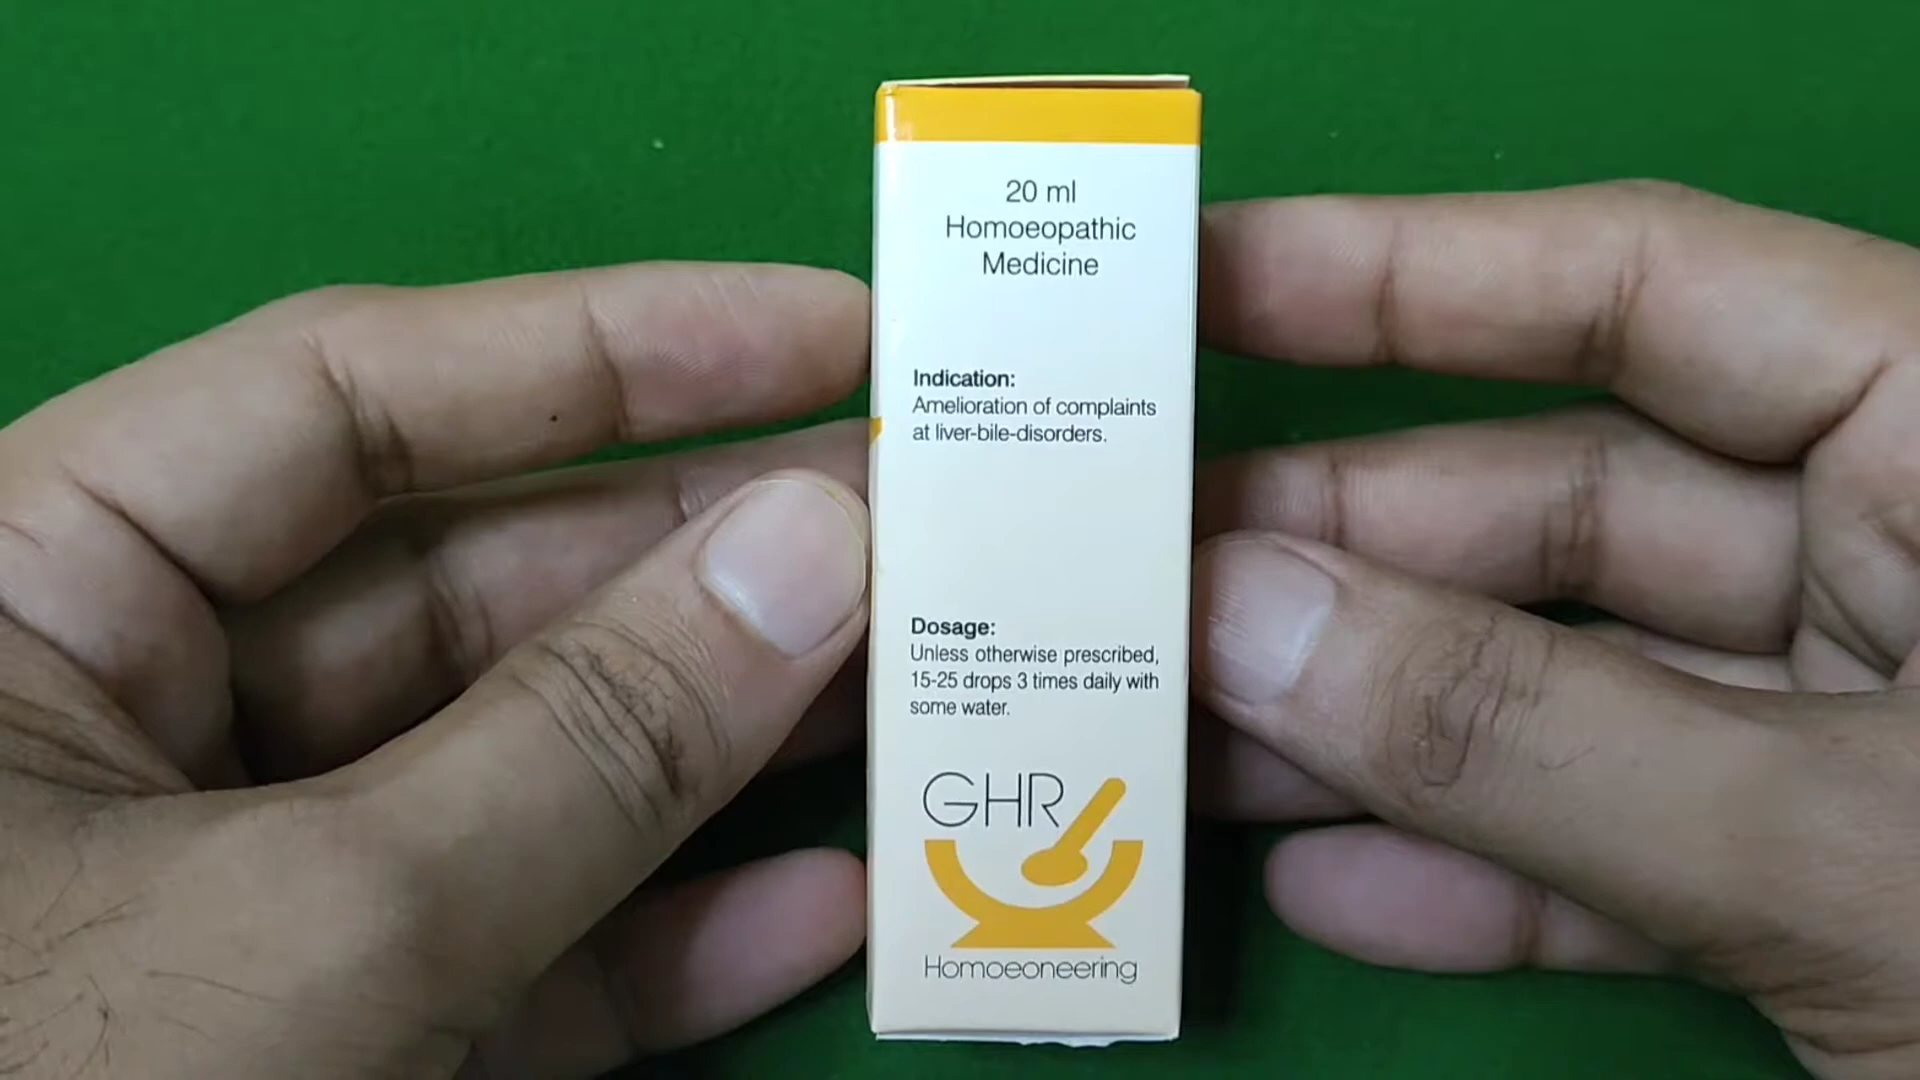 20 ml
Homoeopathic
Medicine
Indication:
Amelioration of complaints
at liver-bile-disorders.
Dosage:
Unless otherwise prescribed,
15-25 drops 3 times daily with
some water.
GHR
Homoeoneering